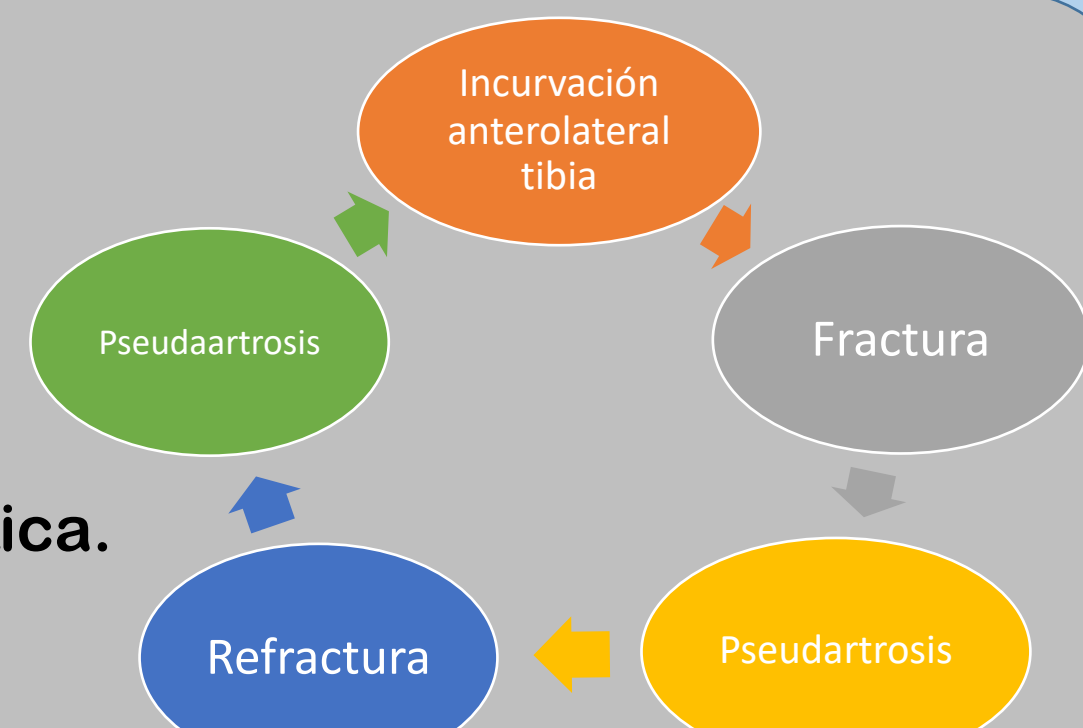 Incurvación
anterolateral
tibia
Fractura
Pseudartrosis
Refractura
Pseudaartrosis
ica.